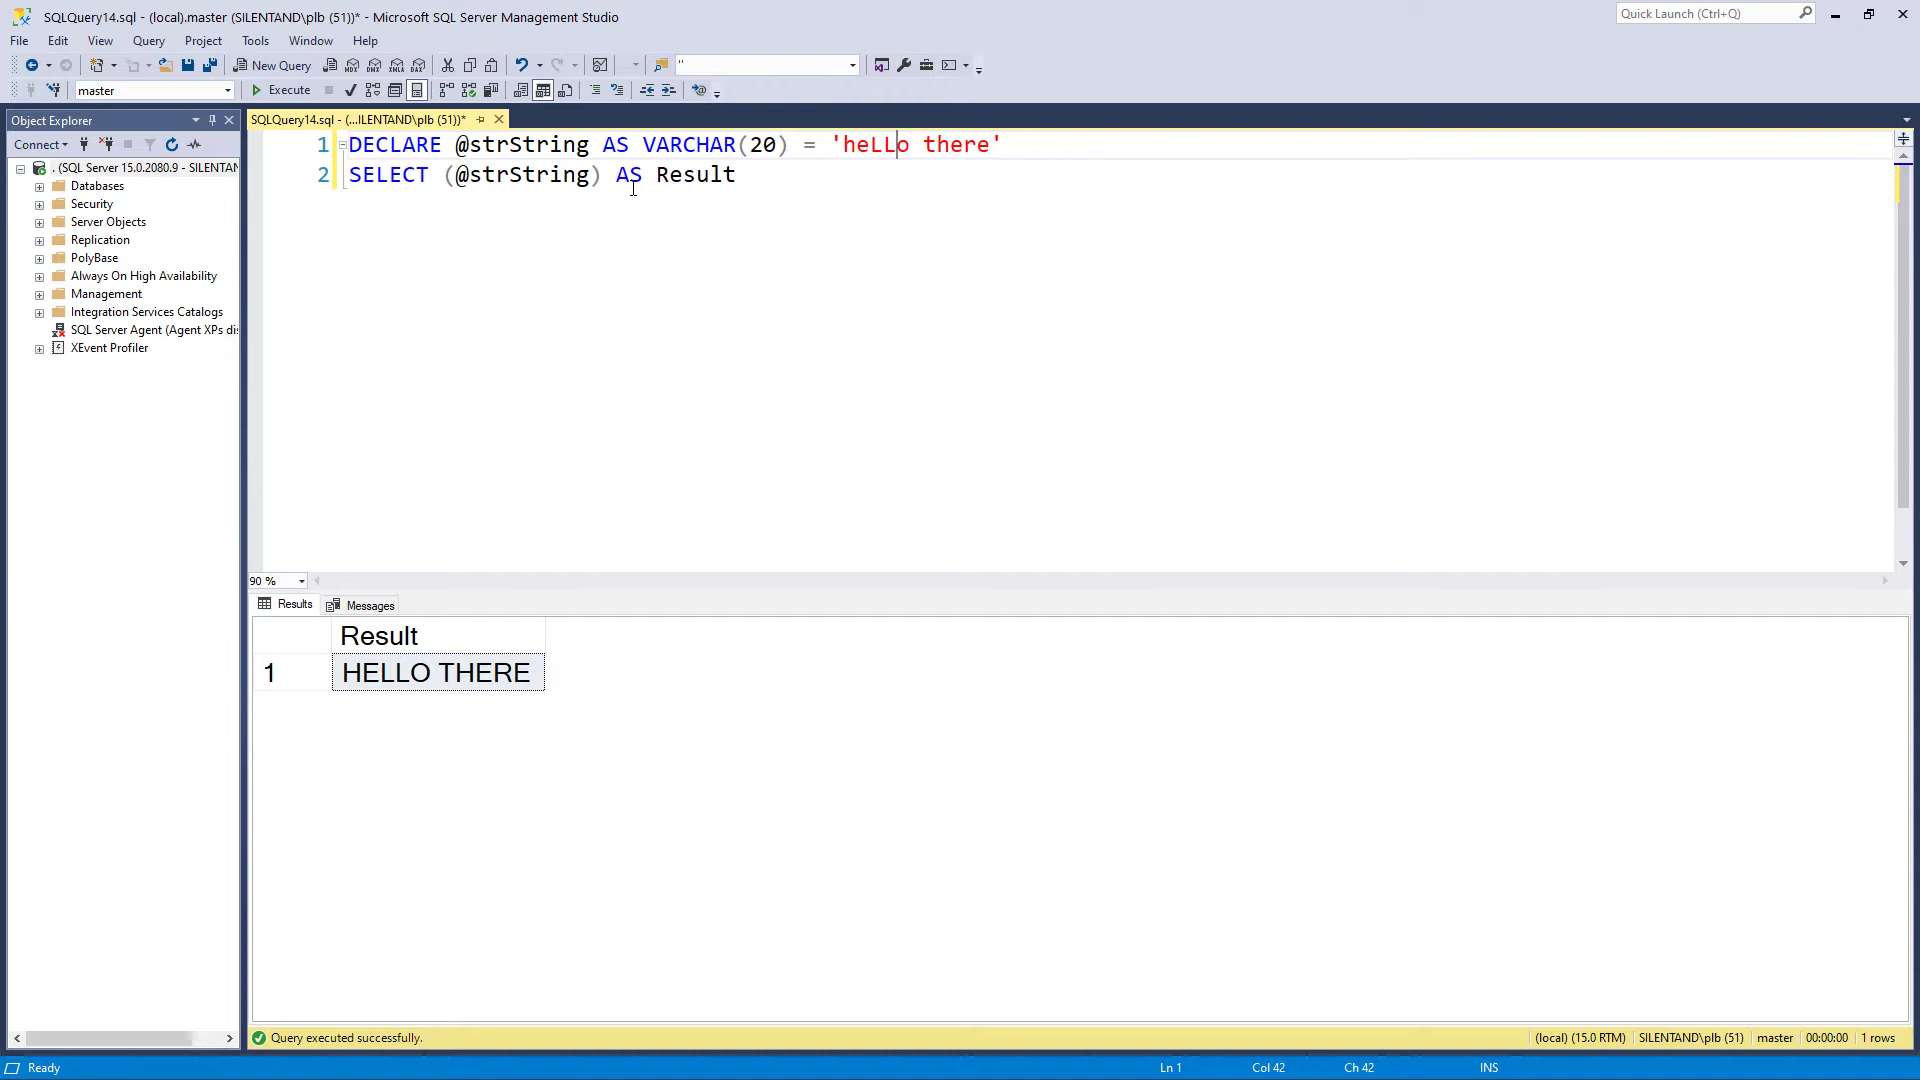 SQLQuery14.sql - (local).master (SILENTAND\plb (51))* - Microsoft SQL Server Management Studio
Quick Launch (Ctrl+Q)
File Edit View Query Project Tools Window Help
New Query
MDX DMX XMLA DAX
''
master
Execute
Object Explorer
Connect
. (SQL Server 15.0.2080.9 - SILENTAN
Databases
Security
Server Objects
Replication
PolyBase
Always On High Availability
Management
Integration Services Catalogs
SQL Server Agent (Agent XPs dis
XEvent Profiler
SQLQuery14.sql - (...ILENTAND\plb (51))*
1 DECLARE @strString AS VARCHAR(20) = 'heLLo there'
2 SELECT (@strString) AS Result
90 %
Results Messages
Result
1 HELLO THERE
Query executed successfully.
(local) (15.0 RTM) SILENTAND\plb (51) master 00:00:00 1 rows
Ready
Ln 1 Col 42 Ch 42 INS